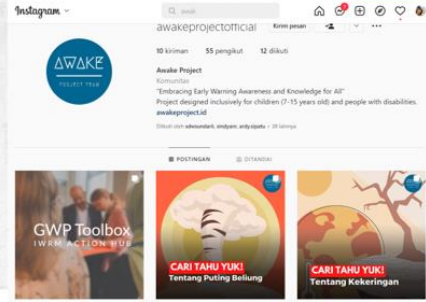 Instagram
awakeprojectofficial Kirim pesan
10 kiriman 55 pengikut 12 diikuti
Awake Project
Komunitas
"Embracing Early Warning Awareness and Knowledge for All"
Project designed inclusively for children (7-15 years old) and people with disabilities.
awakeproject.id
AWAKE
PROJECT YEAR
POSTINGAN DITANDAI
GWP Toolbox
IWRM ACTION HUB
CARI TAHU YUK!
Tentang Puting Beliung
CARI TAHU YUK!
Tentang Kekeringan